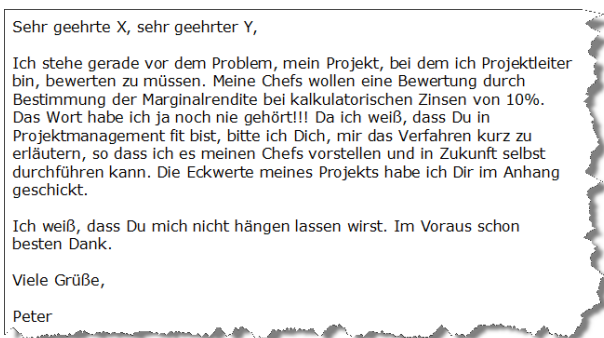 Sehr geehrte X, sehr geehrter Y,
Ich stehe gerade vor dem Problem, mein Projekt, bei dem ich Projektleiter
bin, bewerten zu müssen. Meine Chefs wollen eine Bewertung durch
Bestimmung der Marginalrendite bei kalkulatorischen Zinsen von 10%.
Das Wort habe ich ja noch nie gehört!!! Da ich weiß, dass Du in
Projektmanagement fit bist, bitte ich Dich, mir das Verfahren kurz zu
erläutern, so dass ich es meinen Chefs vorstellen und in Zukunft selbst
durchführen kann. Die Eckwerte meines Projekts habe ich Dir im Anhang
geschickt.
Ich weiß, dass Du mich nicht hängen lassen wirst. Im Voraus schon
besten Dank.
Viele Grüße,
Peter